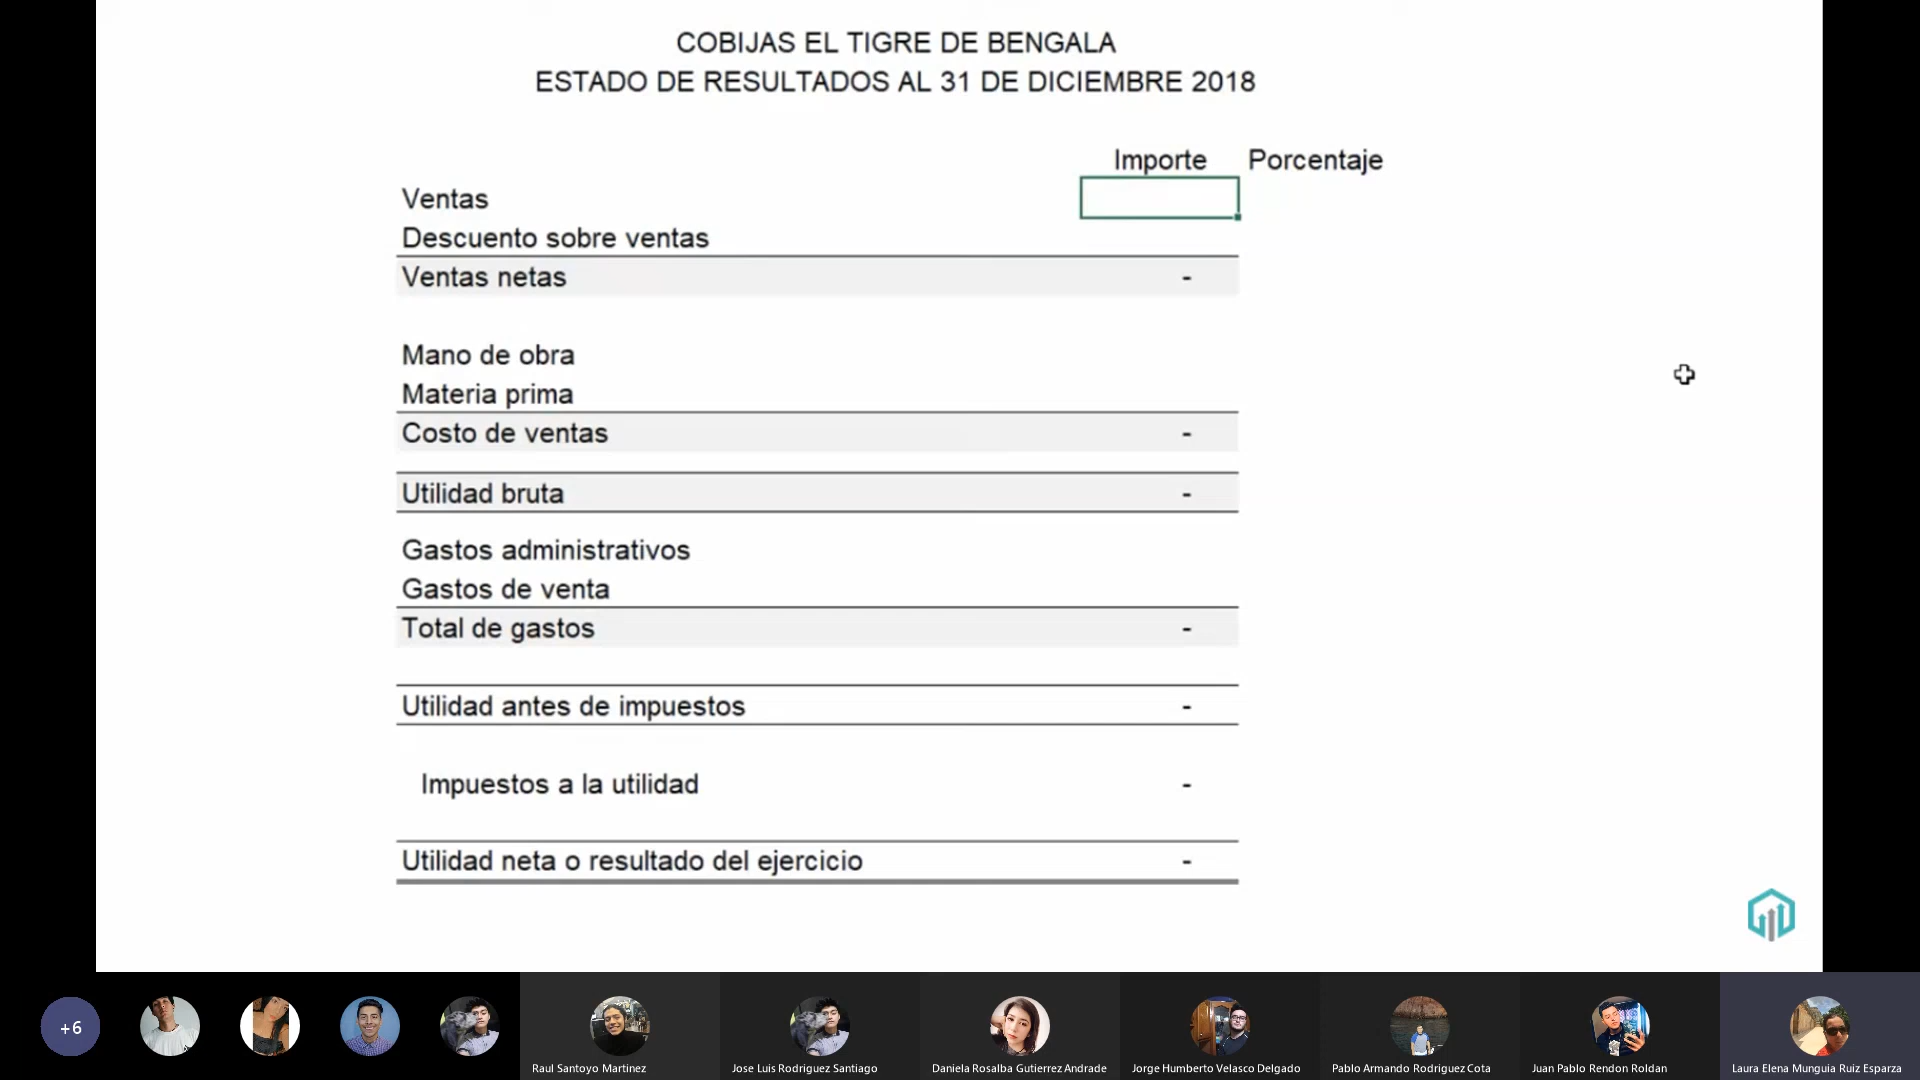 COBIJAS EL TIGRE DE BENGALA
ESTADO DE RESULTADOS AL 31 DE DICIEMBRE 2018
Importe Porcentaje
Ventas
Descuento sobre ventas
Ventas netas -
Mano de obra
Materia prima
Costo de ventas -
Utilidad bruta -
Gastos administrativos
Gastos de venta
Total de gastos -
Utilidad antes de impuestos -
Impuestos a la utilidad -
Utilidad neta o resultado del ejercicio -
+6
Raul Santoyo Martinez
Jose Luis Rodriguez Santiago
Daniela Rosalba Gutierrez Andrade
Jorge Humberto Velasco Delgado
Pablo Armando Rodriguez Cota
Juan Pablo Rendon Roldan
Laura Elena Munguia Ruiz Esparza